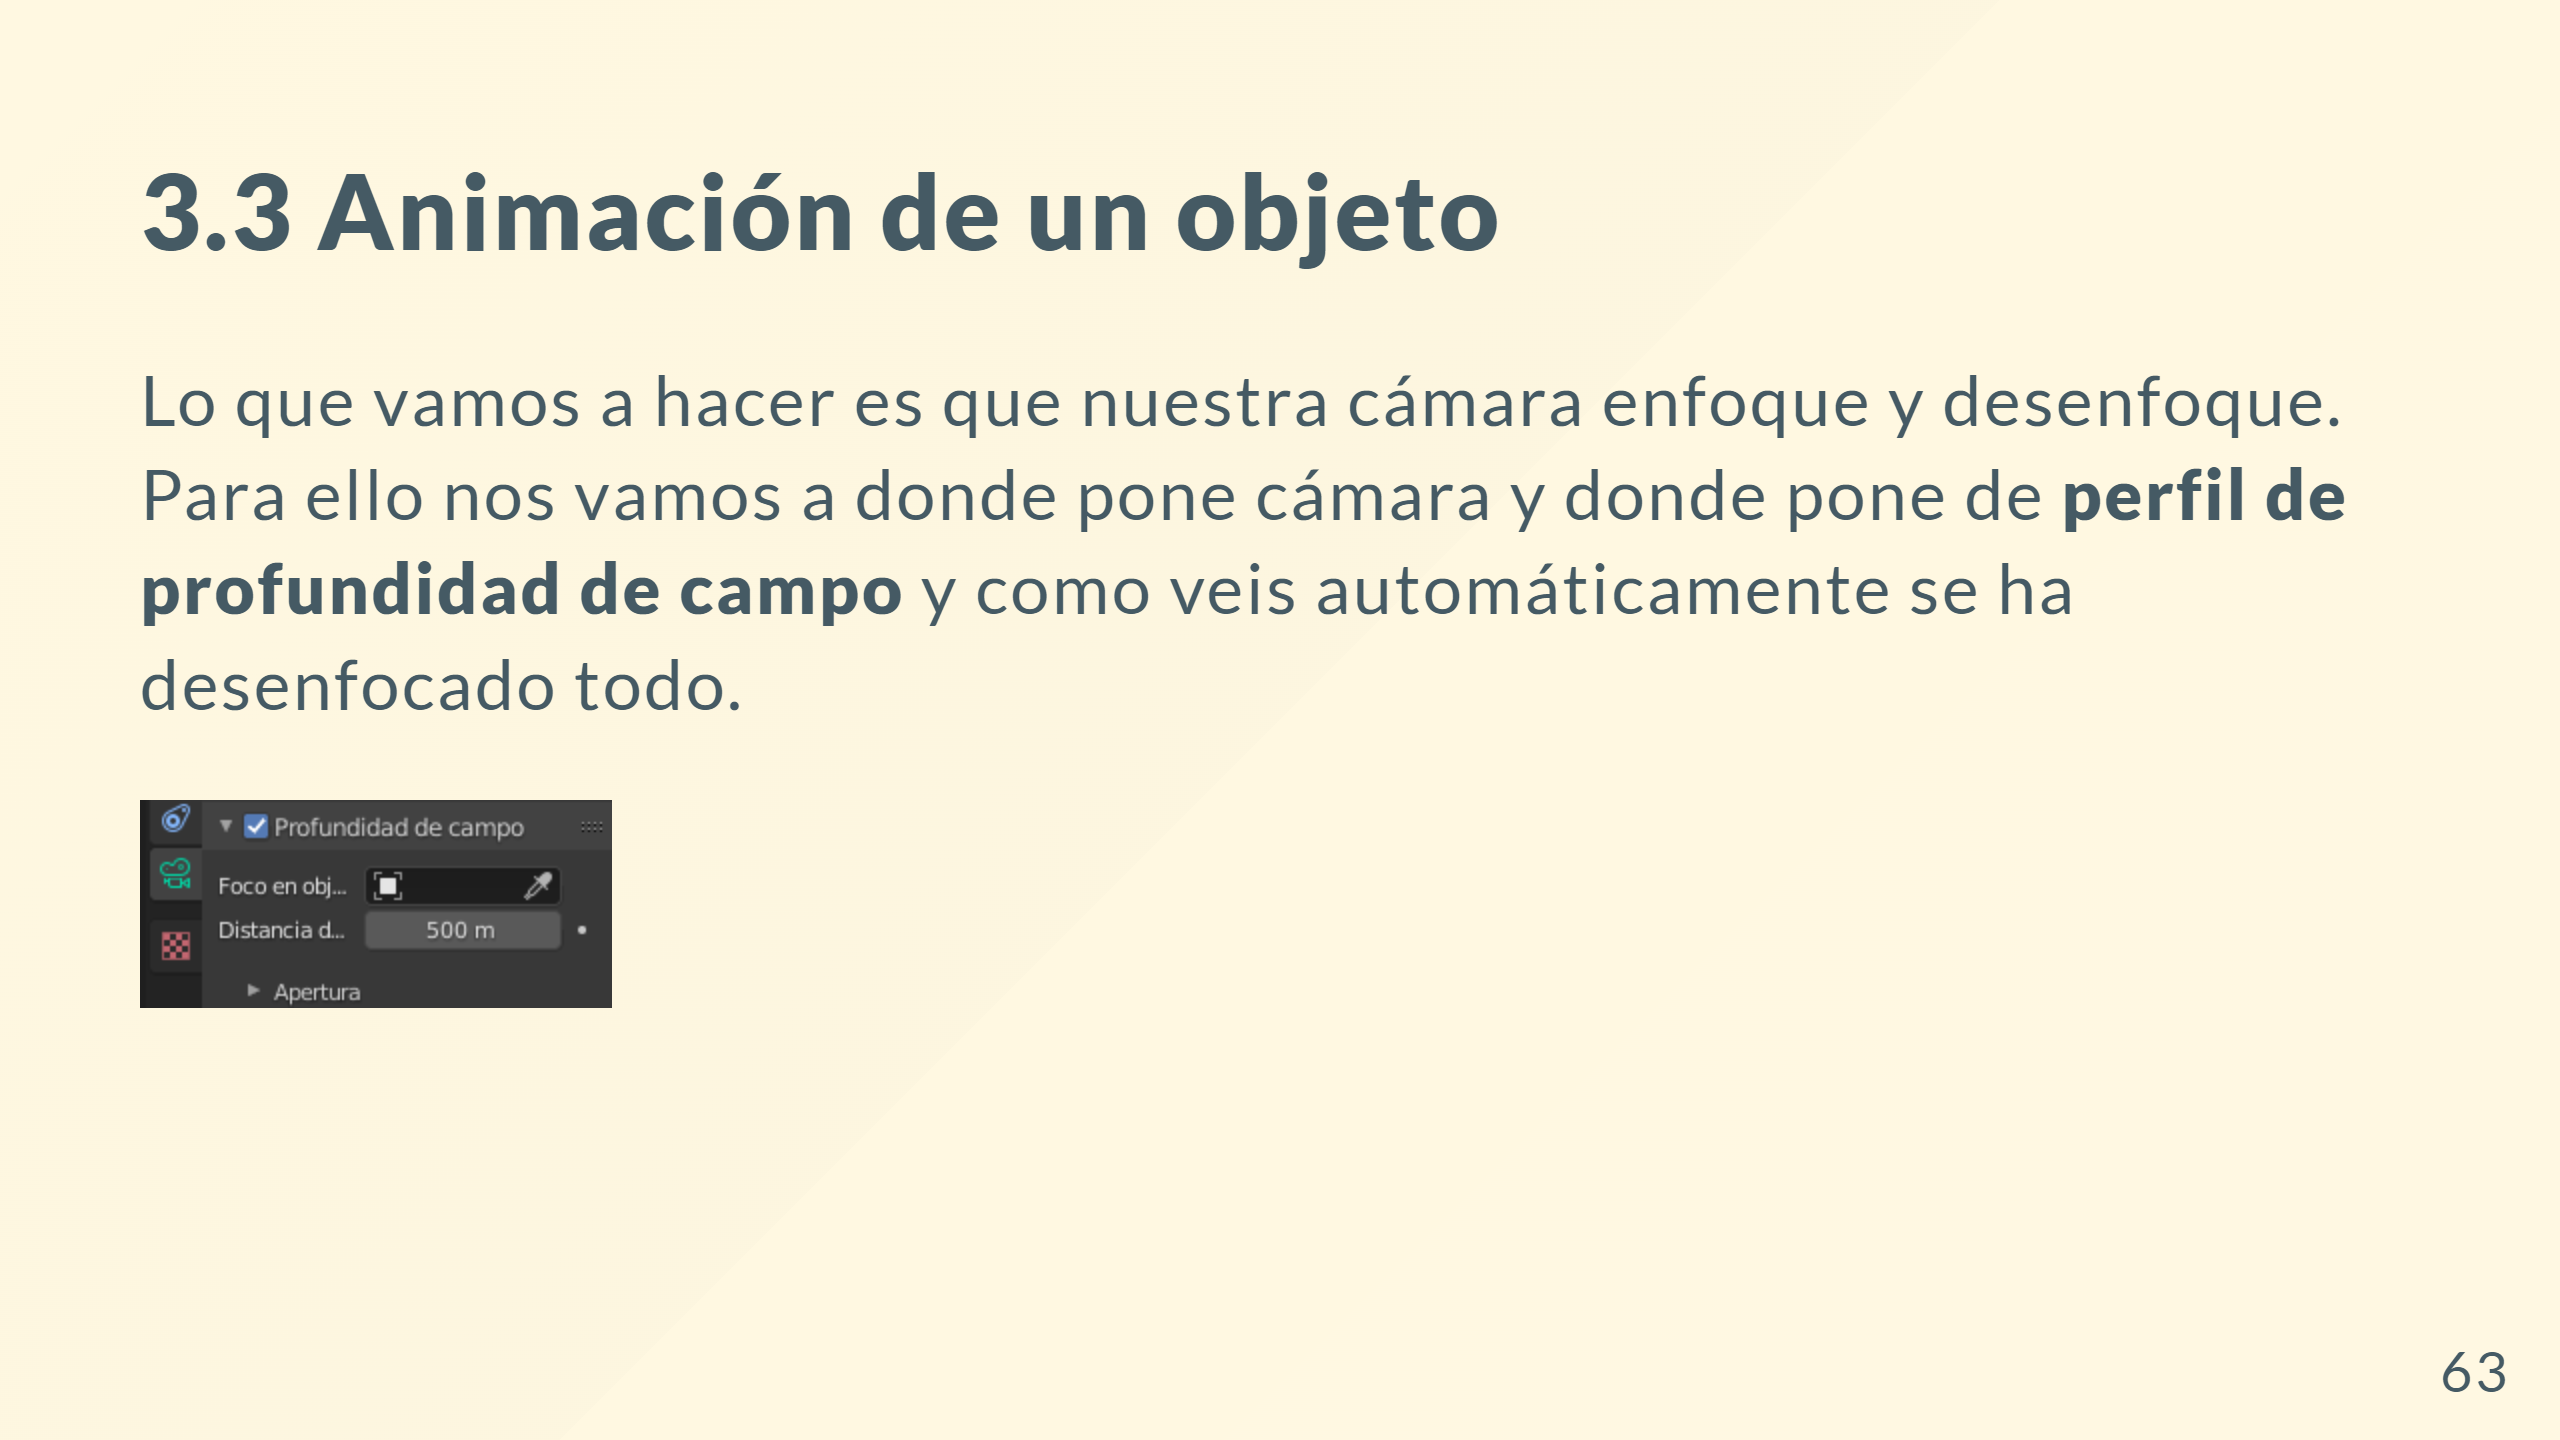 3.3 Animación de un objeto
Lo que vamos a hacer es que nuestra cámara enfoque y desenfoque.
Para ello nos vamos a donde pone cámara y donde pone de perfil de
profundidad de campo y como veis automáticamente se ha
desenfocado todo.
Profundidad de campo
Foco en obj...
Distancia d... 500 m
Apertura
63